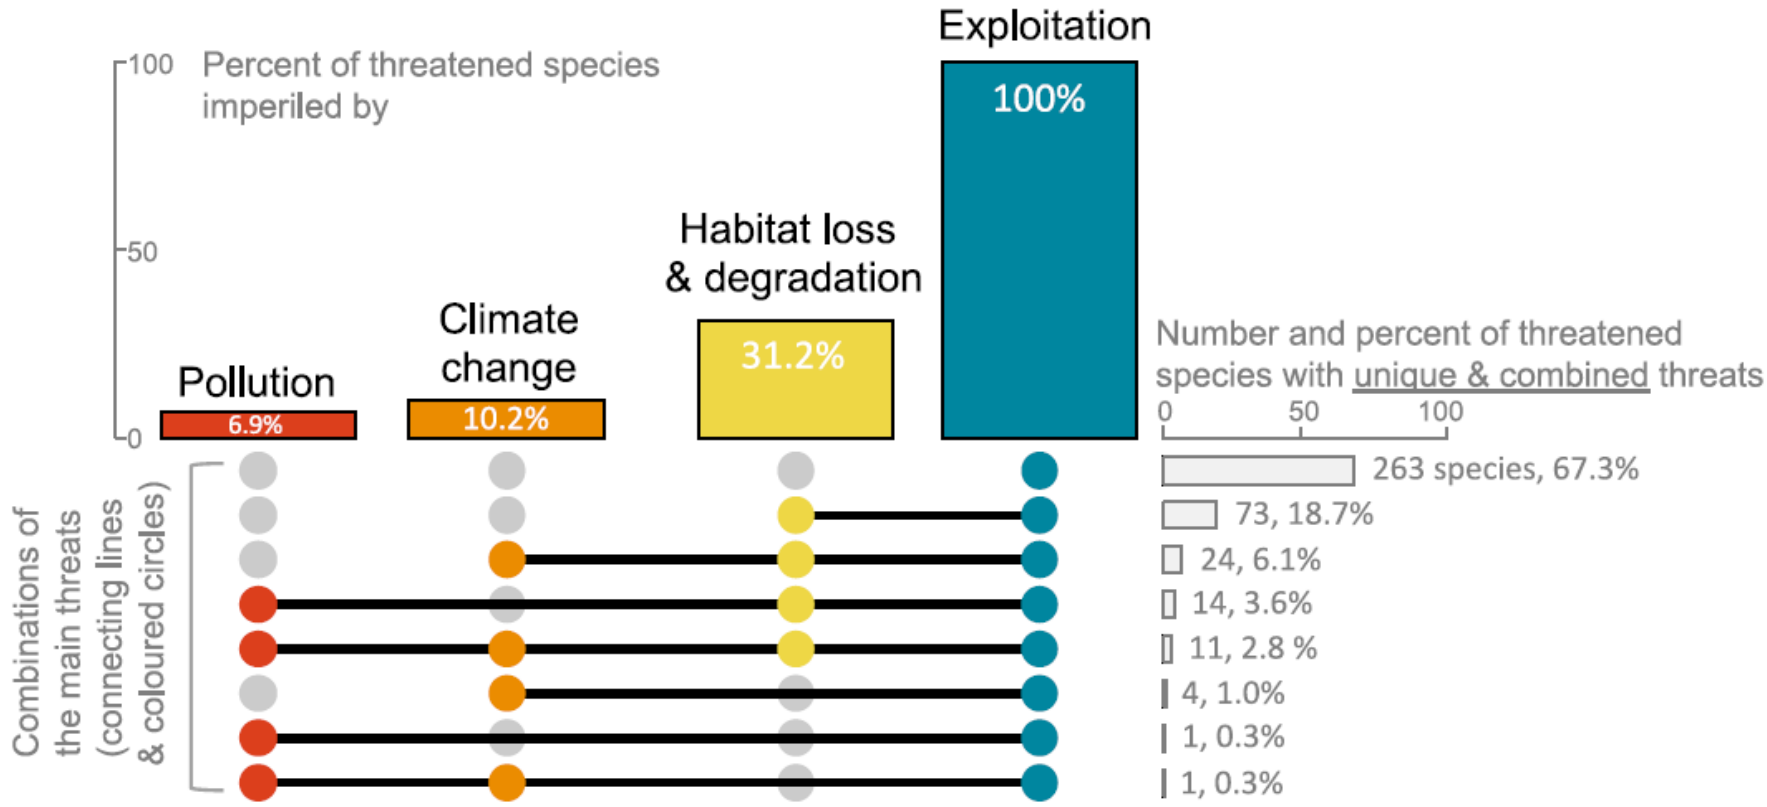 Exploitation
100
Percent of threatened species
imperiled by
100%
50
Habitat loss
& degradation
31.2%
Climate
change
10.2%
Pollution
6.9%
0
Number and percent of threatened
species with unique & combined threats
0 50 100
Combinations of
the main threats
(connecting lines
& coloured circles)
263 species, 67.3%
73, 18.7%
24, 6.1%
14, 3.6%
11, 2.8 %
4, 1.0%
1, 0.3%
1, 0.3%